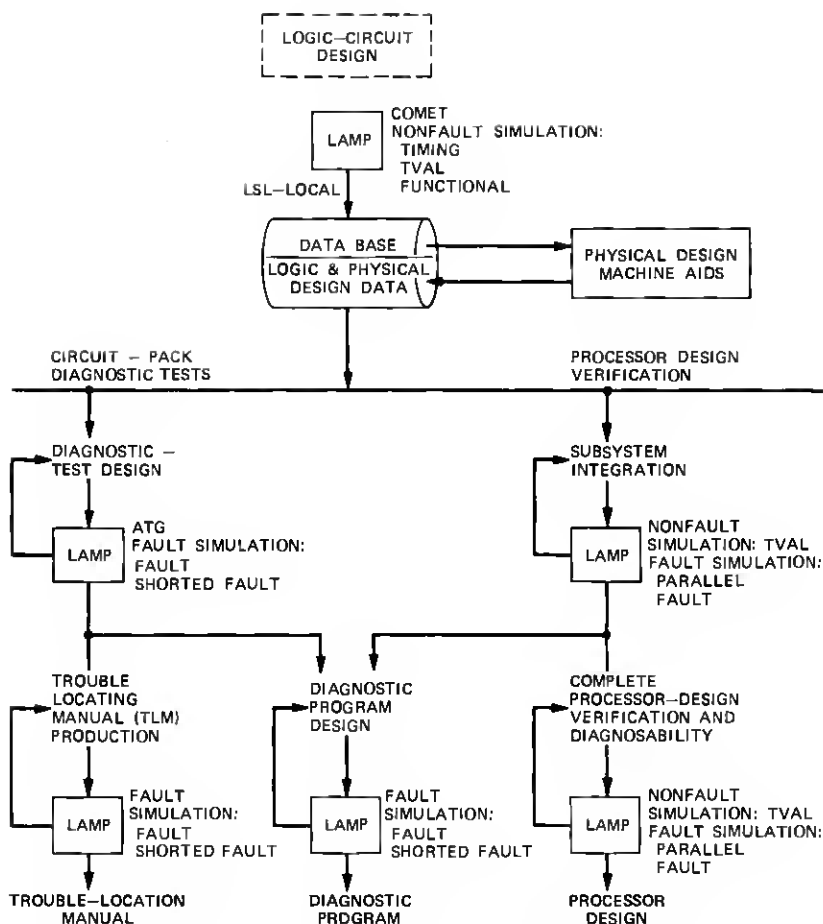 LOGIC–CIRCUIT
DESIGN
LAMP
COMET
NONFAULT SIMULATION:
TIMING
TVAL
FUNCTIONAL
LSL–LOCAL
DATA BASE
LOGIC & PHYSICAL
DESIGN DATA
PHYSICAL DESIGN
MACHINE AIDS
CIRCUIT – PACK
DIAGNOSTIC TESTS
PROCESSOR DESIGN
VERIFICATION
DIAGNOSTIC –
TEST DESIGN
SUBSYSTEM
INTEGRATION
LAMP
ATG
FAULT SIMULATION:
FAULT
SHORTED FAULT
LAMP
NONFAULT
SIMULATION: TVAL
FAULT SIMULATION:
PARALLEL
FAULT
TROUBLE
LOCATING
MANUAL (TLM)
PRODUCTION
DIAGNOSTIC
PROGRAM
DESIGN
COMPLETE
PROCESSOR–DESIGN
VERIFICATION AND
DIAGNOSABILITY
LAMP
FAULT
SIMULATION:
FAULT
SHORTED FAULT
LAMP
FAULT
SIMULATION:
FAULT
SHORTED FAULT
LAMP
NONFAULT
SIMULATION: TVAL
FAULT SIMULATION:
PARALLEL
FAULT
TROUBLE–LOCATION
MANUAL
DIAGNOSTIC
PROGRAM
PROCESSOR
DESIGN